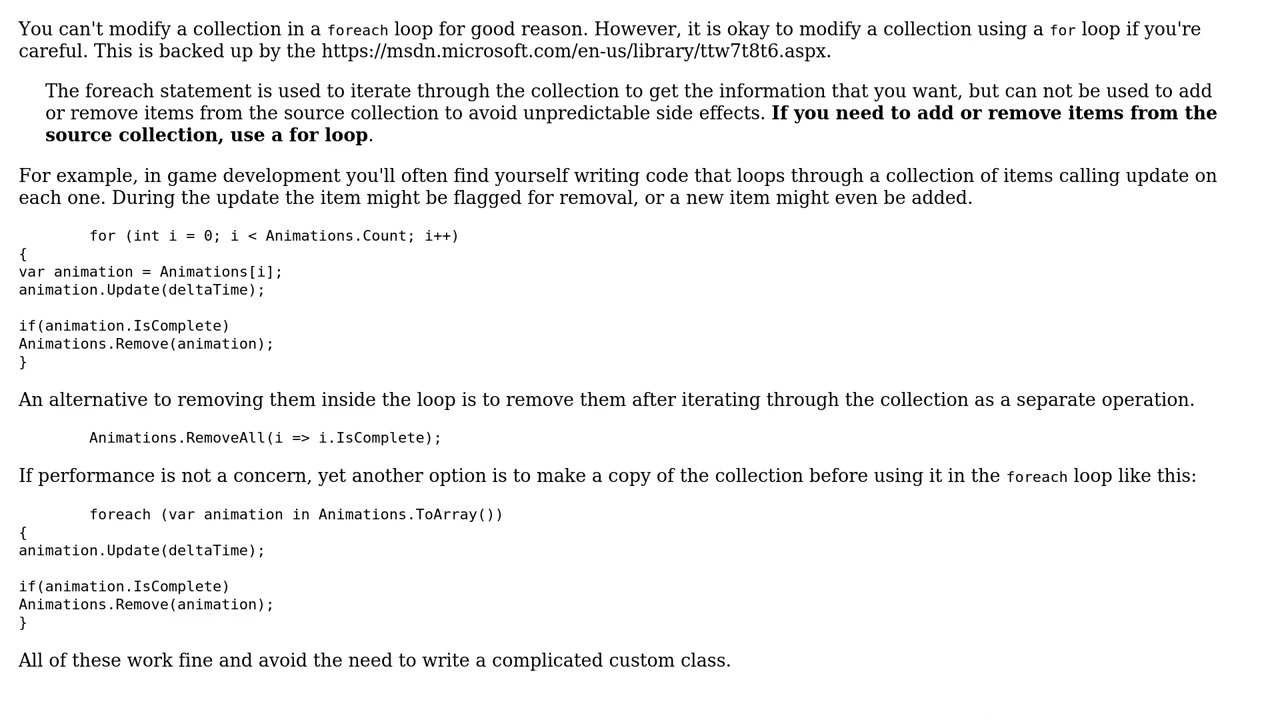 You can't modify a collection in a foreach loop for good reason. However, it is okay to modify a collection using a for loop if you're
careful. This is backed up by the https://msdn.microsoft.com/en-us/library/ttw7t8t6.aspx.
The foreach statement is used to iterate through the collection to get the information that you want, but can not be used to add
or remove items from the source collection to avoid unpredictable side effects. If you need to add or remove items from the
source collection, use a for loop.
For example, in game development you'll often find yourself writing code that loops through a collection of items calling update on
each one. During the update the item might be flagged for removal, or a new item might even be added.
for (int i = 0; i < Animations.Count; i++)
{
var animation = Animations[i];
animation.Update(deltaTime);
if(animation.IsComplete)
Animations.Remove(animation);
}
An alternative to removing them inside the loop is to remove them after iterating through the collection as a separate operation.
Animations.RemoveAll(i => i.IsComplete);
If performance is not a concern, yet another option is to make a copy of the collection before using it in the foreach loop like this:
foreach (var animation in Animations.ToArray())
{
animation.Update(deltaTime);
if(animation.IsComplete)
Animations.Remove(animation);
}
All of these work fine and avoid the need to write a complicated custom class.